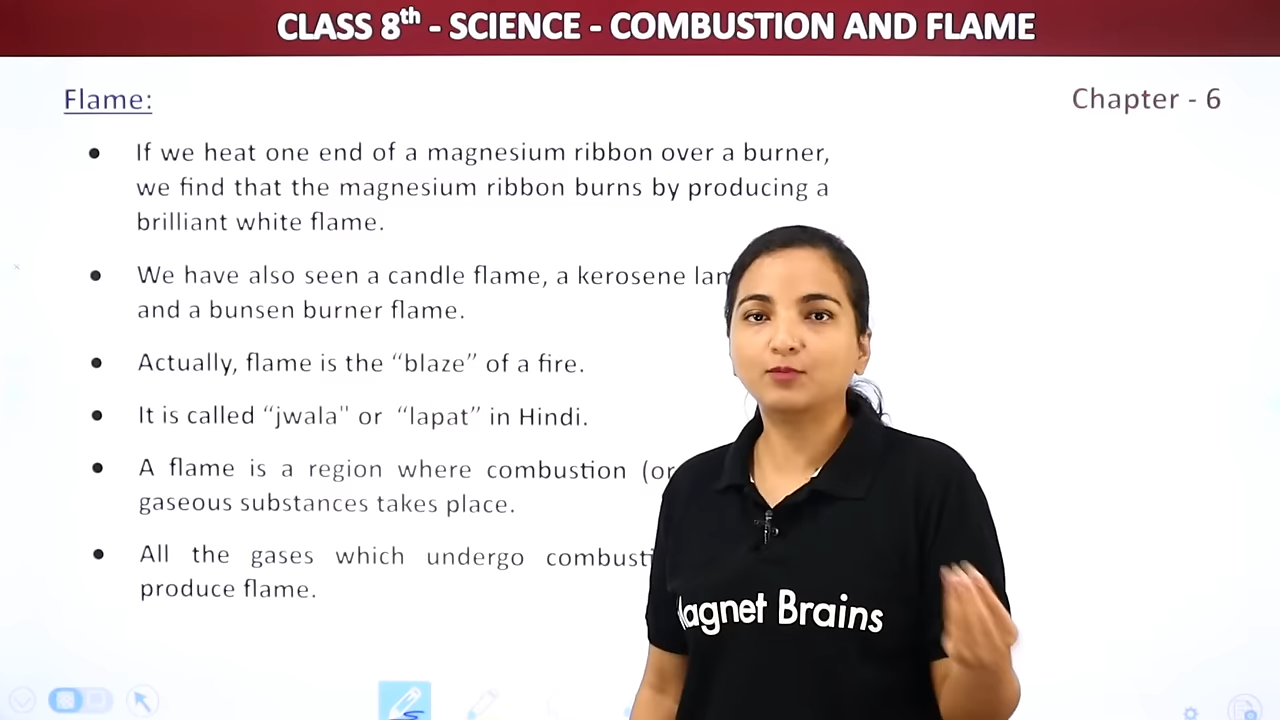 CLASS 8th - SCIENCE - COMBUSTION AND FLAME
Flame:
Chapter - 6
• If we heat one end of a magnesium ribbon over a burner,
we find that the magnesium ribbon burns by producing a
brilliant white flame.
• We have also seen a candle flame, a kerosene
and a bunsen burner flame.
• Actually, flame is the “blaze” of a fire.
• It is called “jwala" or “lapat” in Hindi.
• A flame is a region where combustion (or
gaseous substances takes place.
• All the gases which undergo
produce flame.
Brains